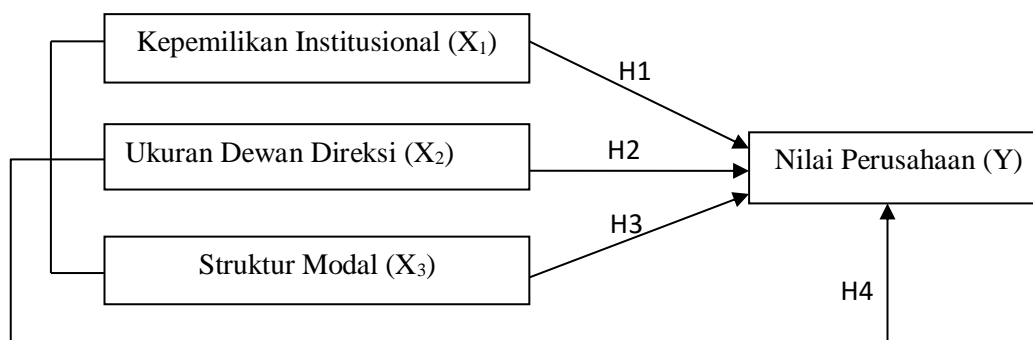 Kepemilikan Institusional (X₁)
H1
Ukuran Dewan Direksi (X₂)
H2
Nilai Perusahaan (Y)
H3
Struktur Modal (X₃)
H4